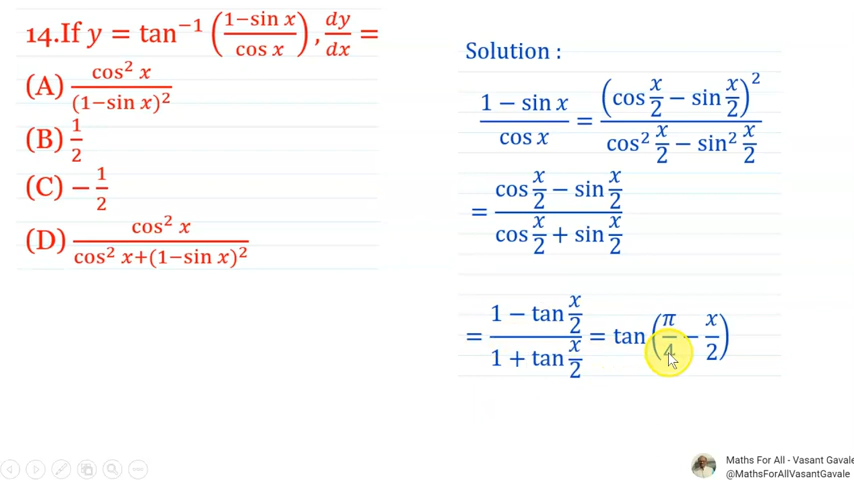 14.If y = tan⁻¹ ((1−sin x)/(cos x)), dy/dx =
(A) cos² x/(1−sin x)²
(B) 1/2
(C) − 1/2
(D) cos² x/(cos² x+(1−sin x)²)
Solution :
(1 − sin x)/(cos x) = (cos x/2 − sin x/2)²/(cos² x/2 − sin² x/2)
= (cos x/2 − sin x/2)/(cos x/2 + sin x/2)
= (1 − tan x/2)/(1 + tan x/2) = tan (π/4 − x/2)
Maths For All - Vasant Gavale
@MathsForAllVasantGavale